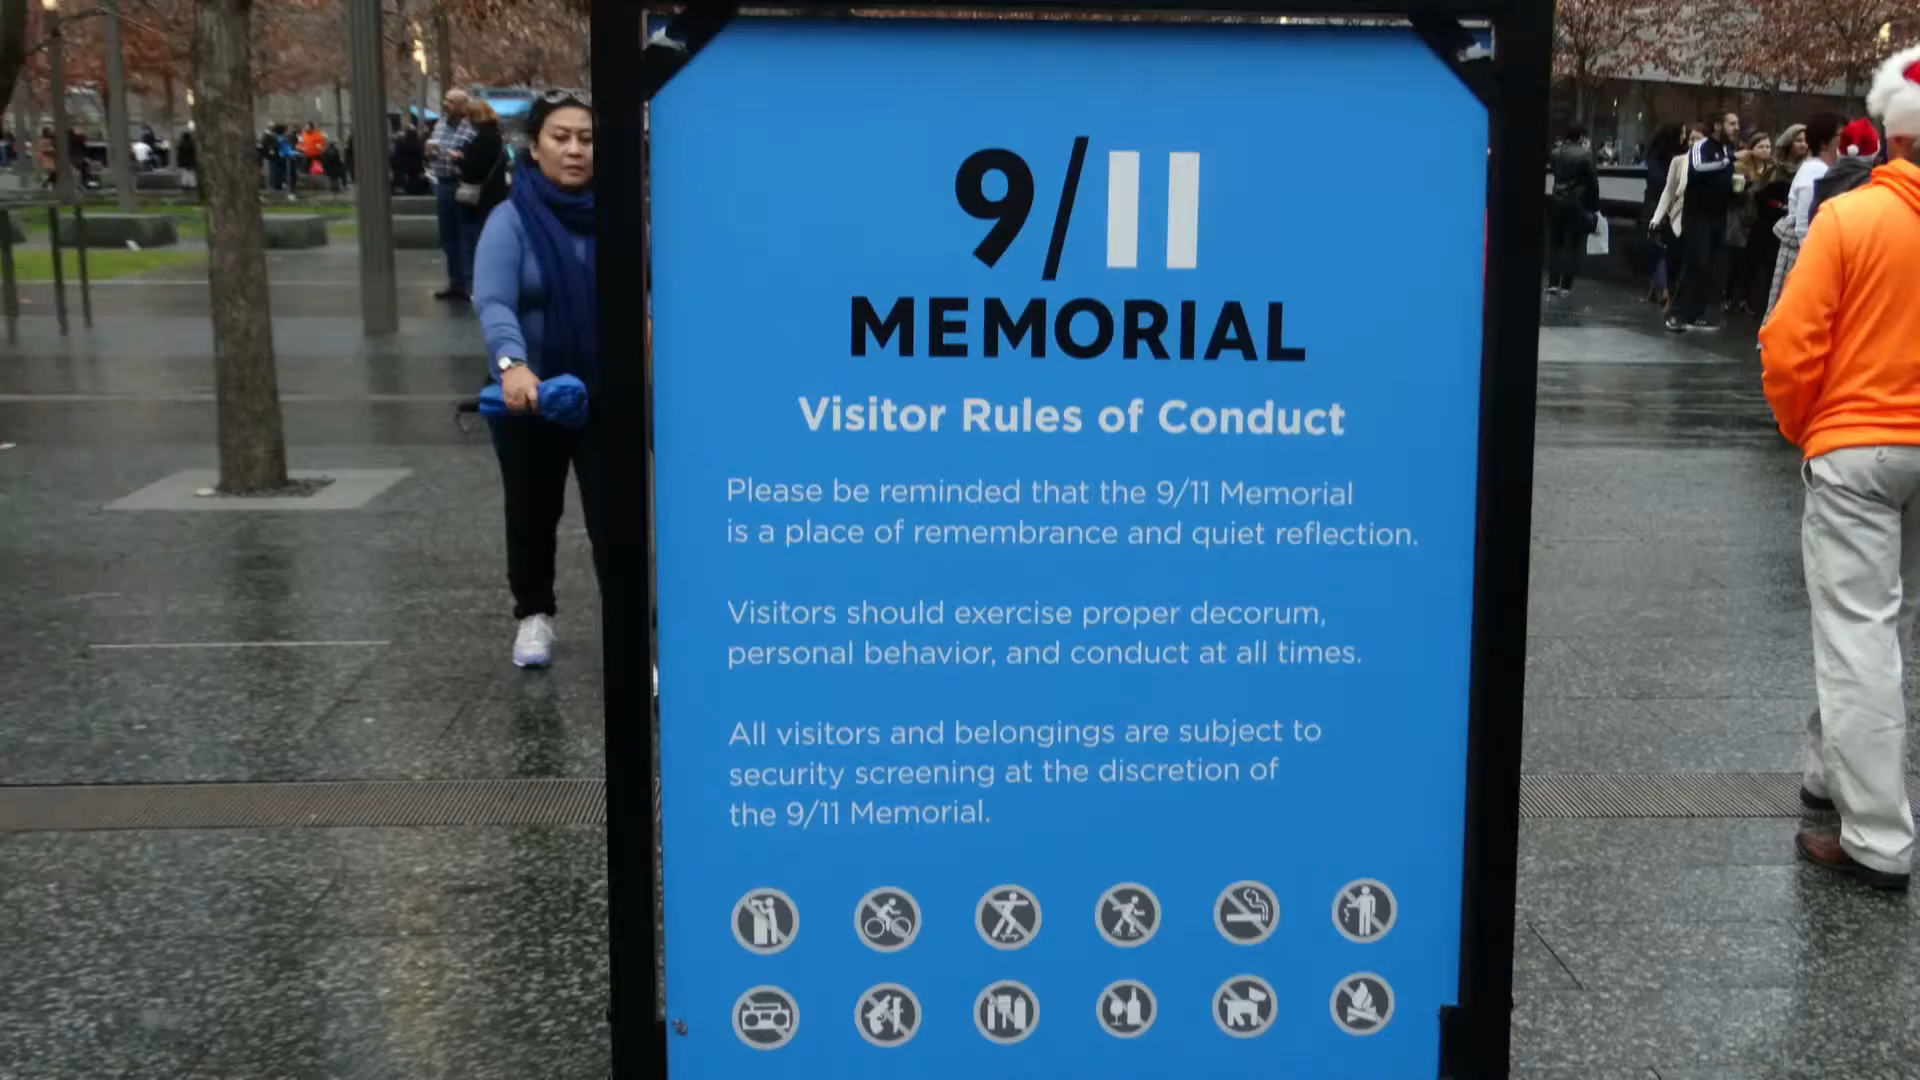 9/11
MEMORIAL
Visitor Rules of Conduct
Please be reminded that the 9/11 Memorial
is a place of remembrance and quiet reflection.
Visitors should exercise proper decorum,
personal behavior, and conduct at all times.
All visitors and belongings are subject to
security screening at the discretion of
the 9/11 Memorial.